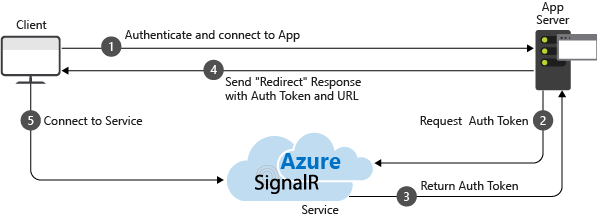 Client
App
Server
1
Authenticate and connect to App
4
Send "Redirect" Response
with Auth Token and URL
5
Connect to Service
Request Auth Token
2
Azure
SignalR
Service
3
Return Auth Token